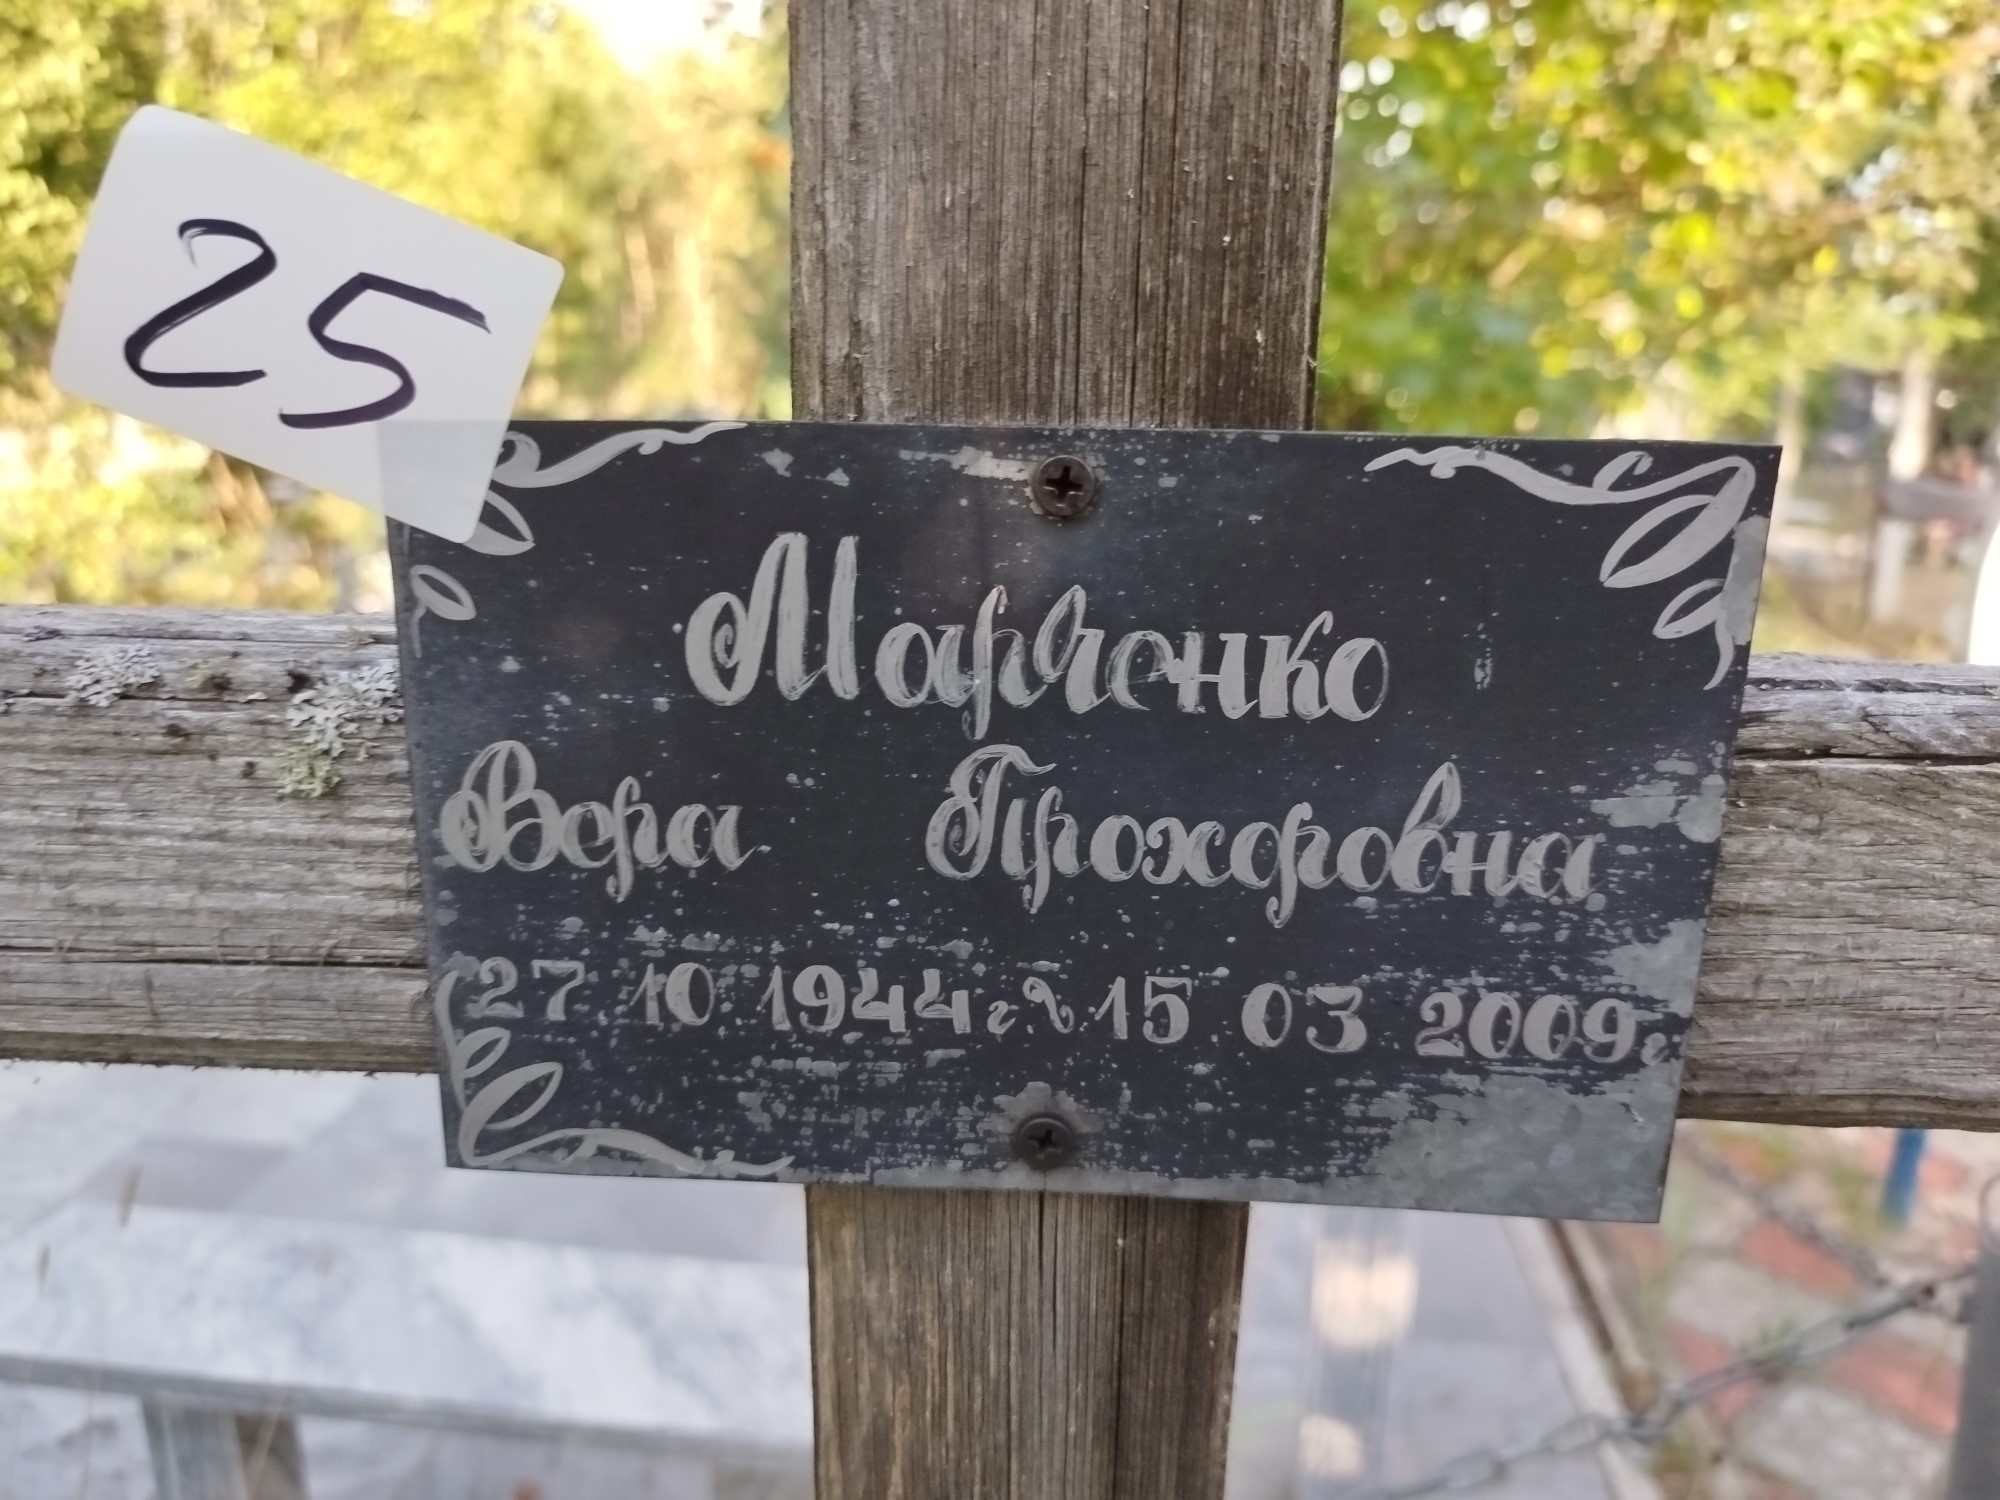 25
Марченко
Вера Прохоровна
27 10 1944г 15 03 2009г